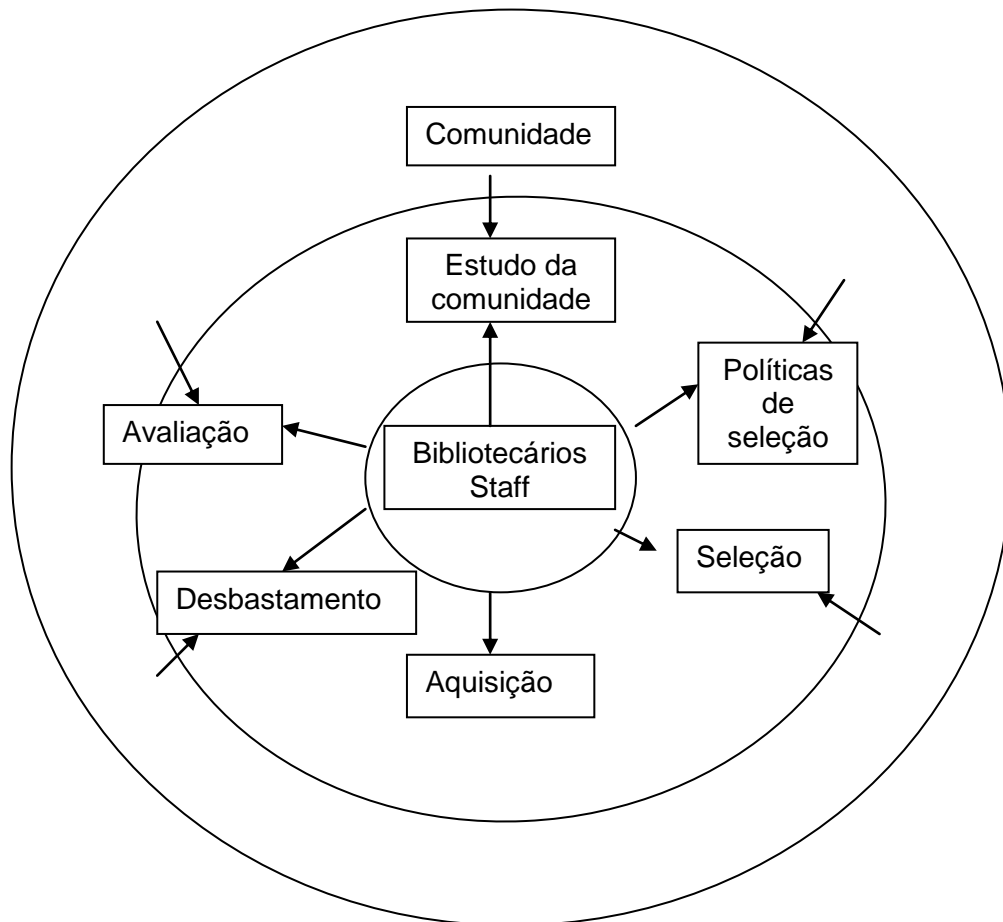 Comunidade
Estudo da
comunidade
Políticas
de
seleção
Avaliação
Bibliotecários
Staff
Seleção
Desbastamento
Aquisição